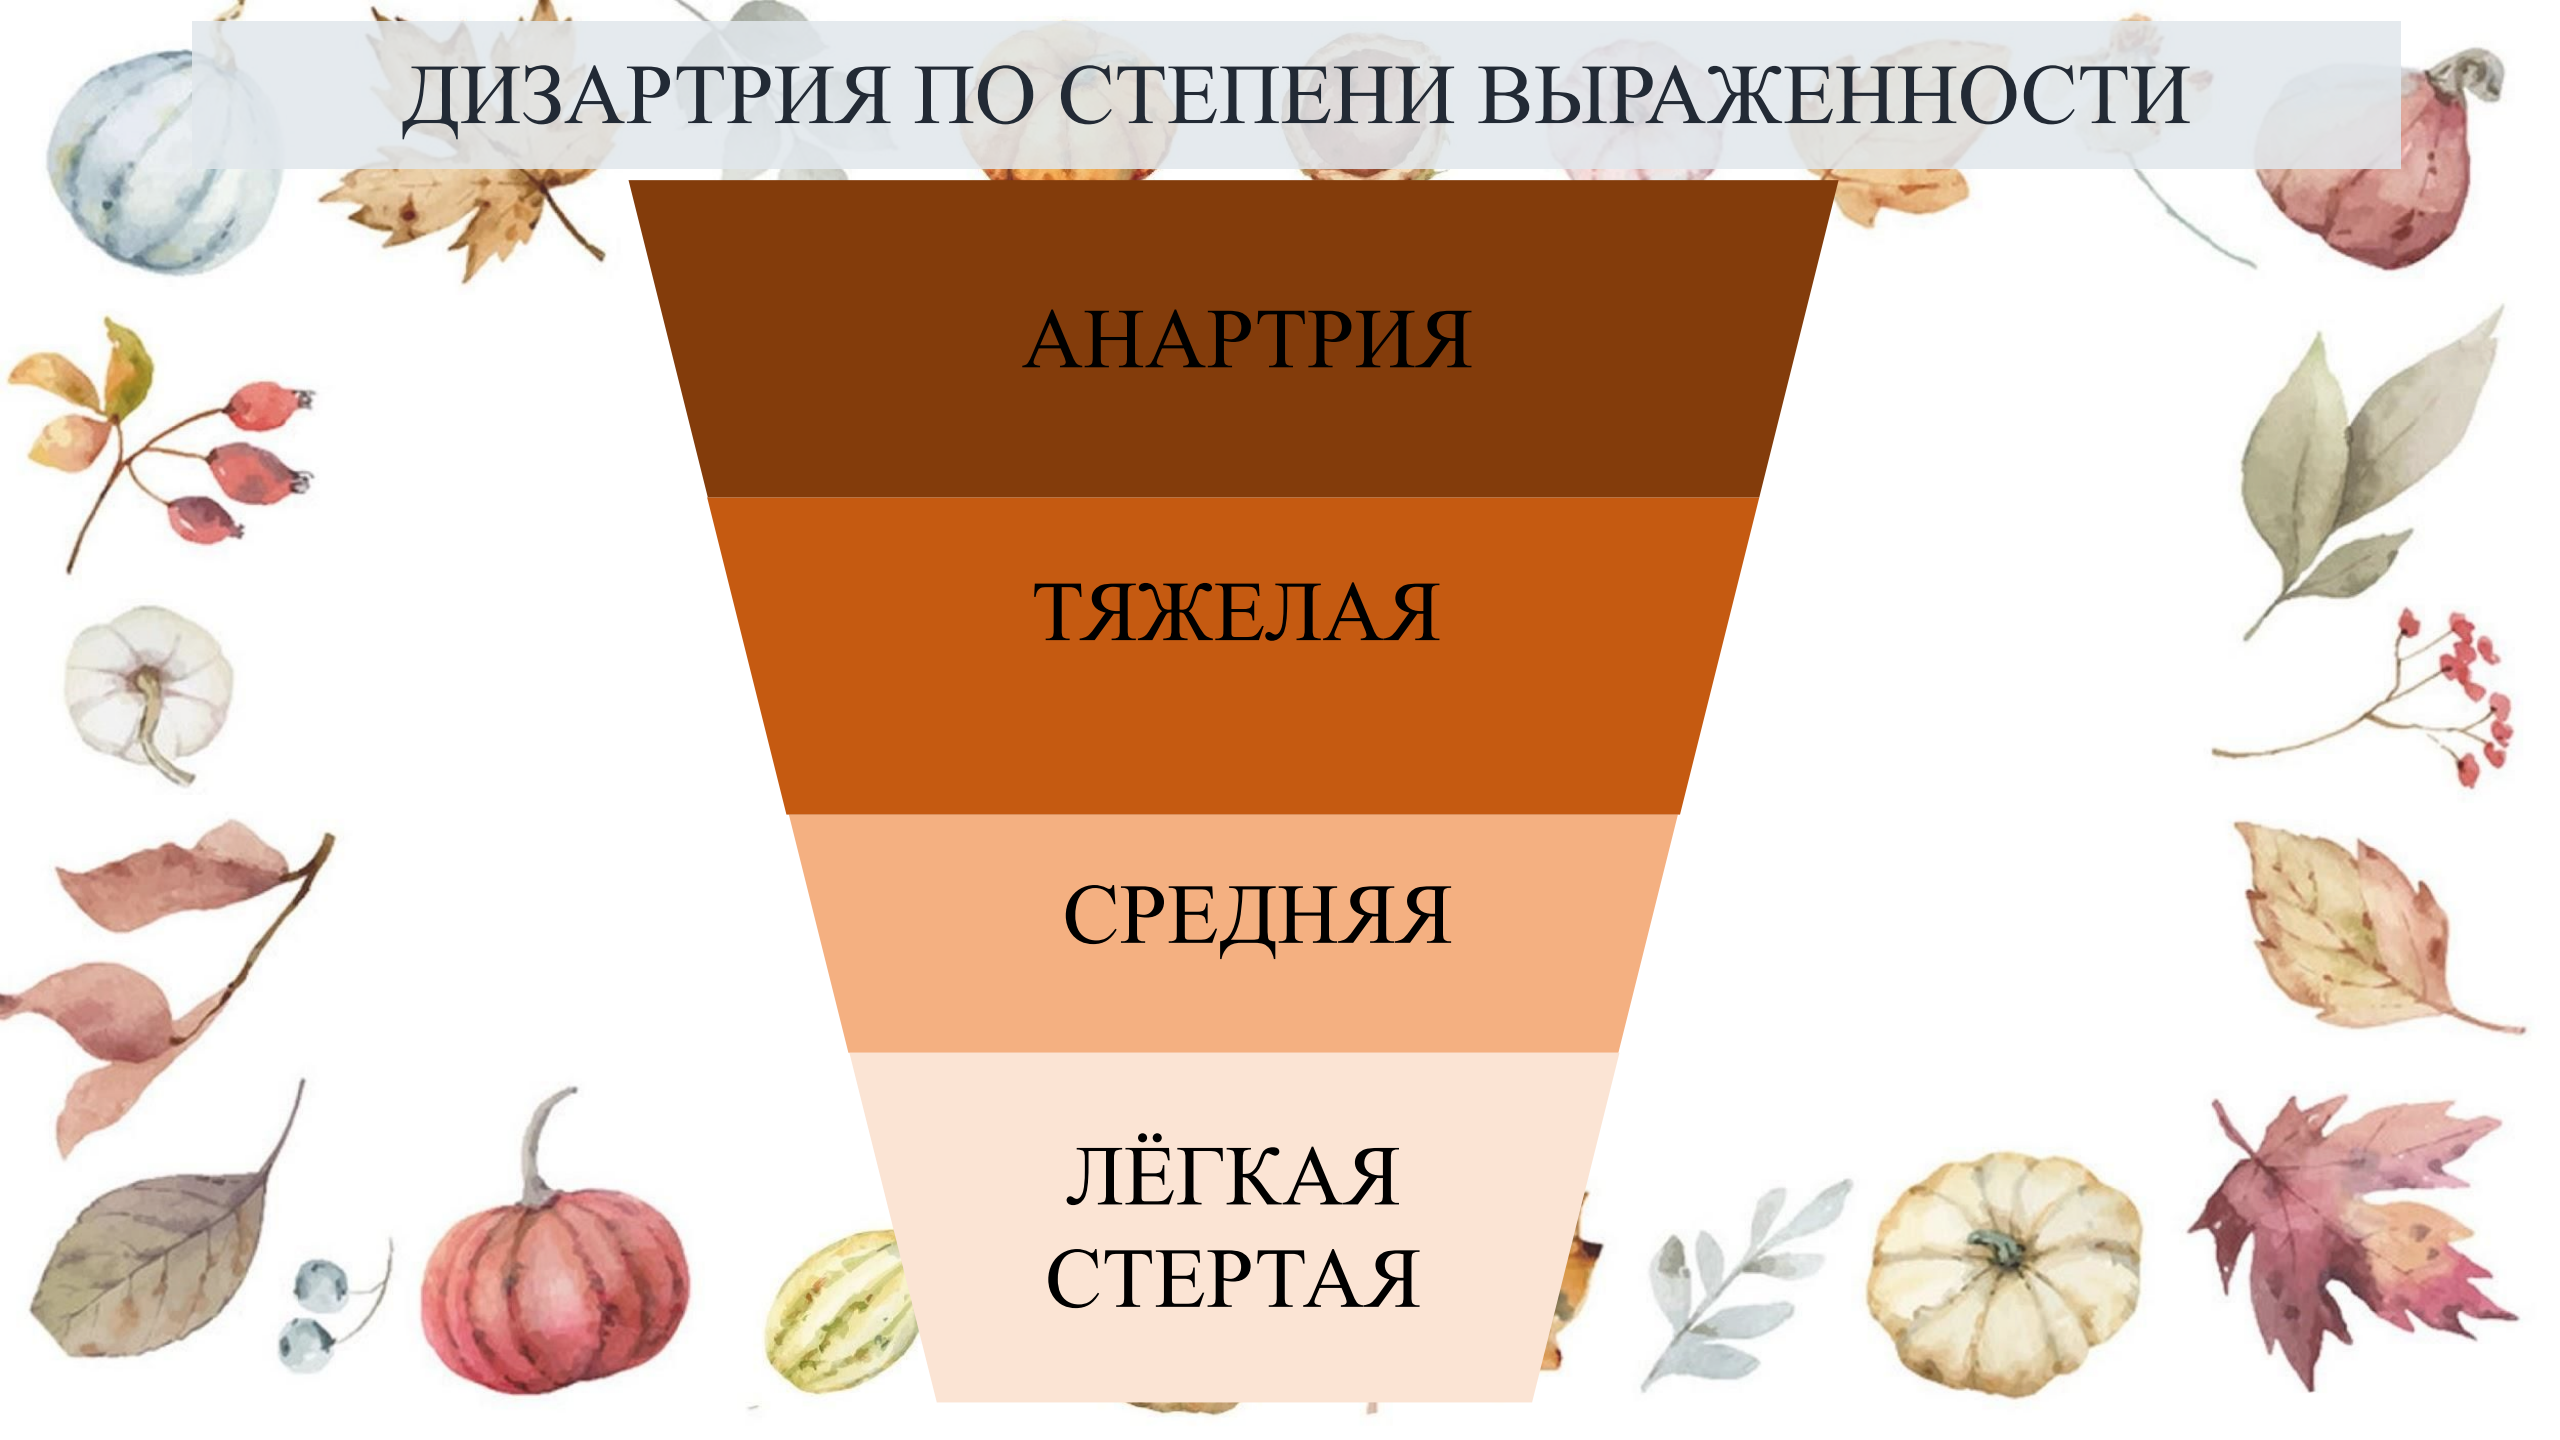 ДИЗАРТРИЯ ПО СТЕПЕНИ ВЫРАЖЕННОСТИ
АНАРТРИЯ
ТЯЖЕЛАЯ
СРЕДНЯЯ
ЛЁГКАЯ
СТЕРТАЯ